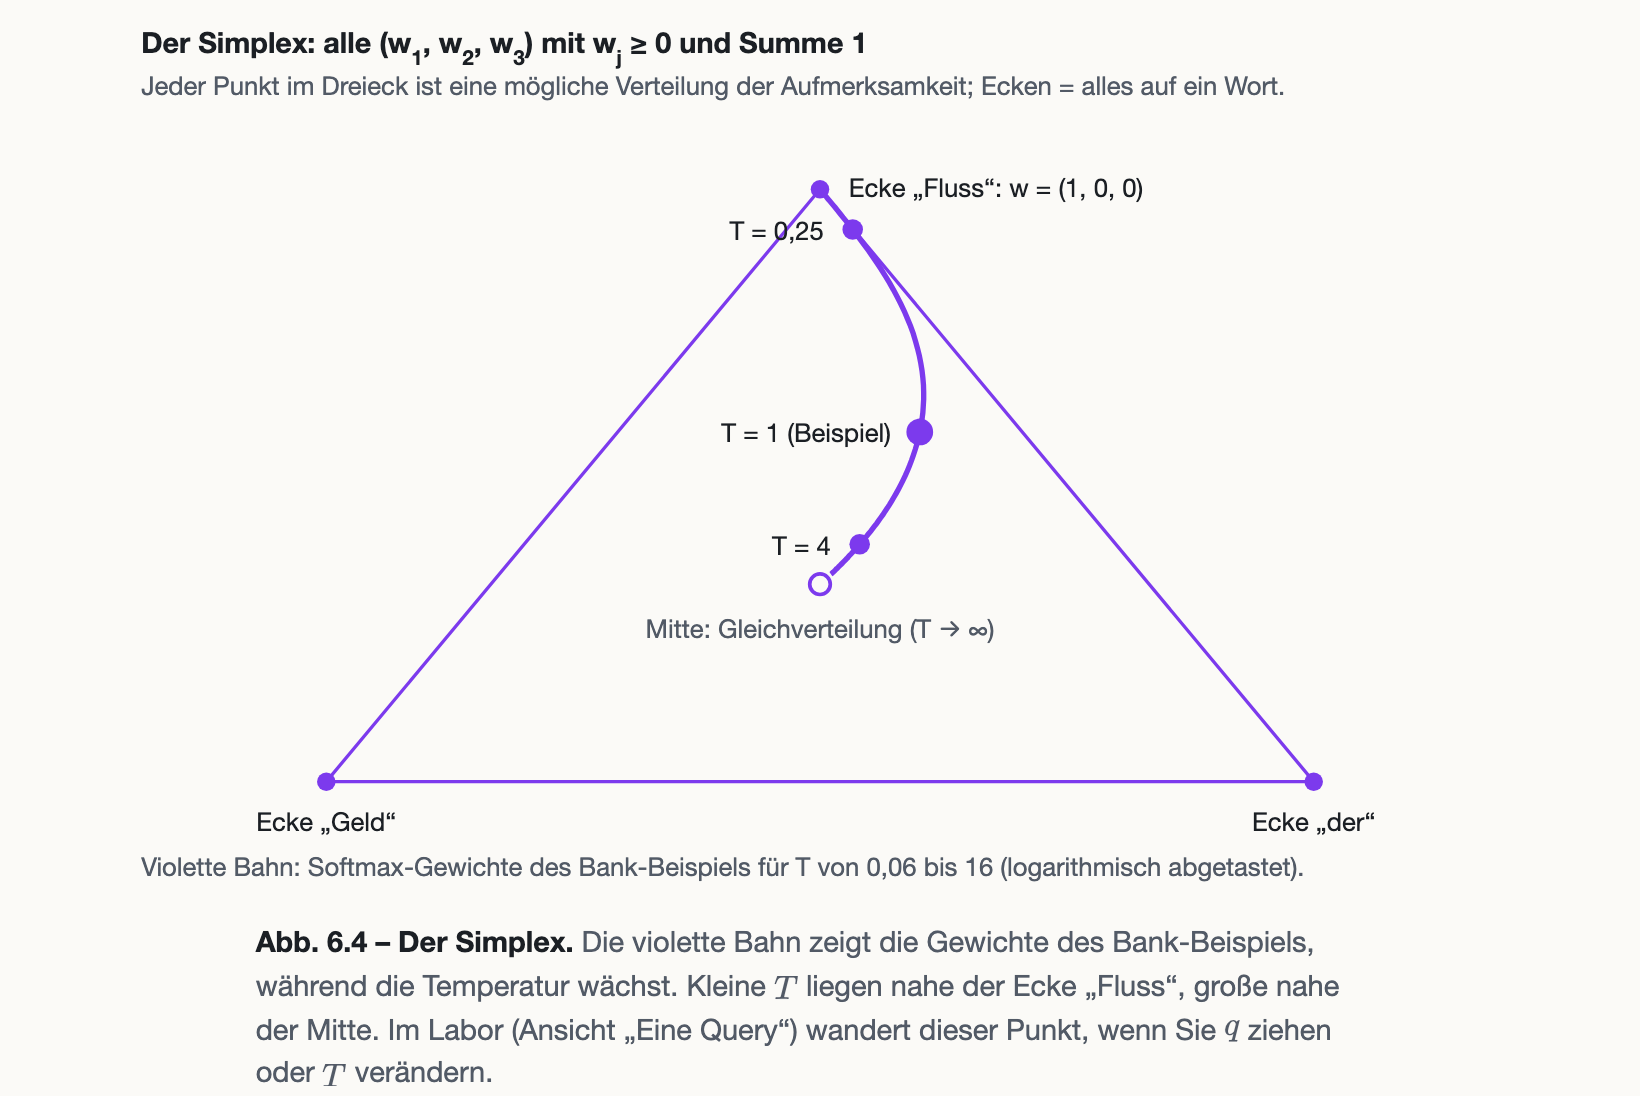 Der Simplex: alle (w₁, w₂, w₃) mit wⱼ ≥ 0 und Summe 1
Jeder Punkt im Dreieck ist eine mögliche Verteilung der Aufmerksamkeit; Ecken = alles auf ein Wort.
Ecke „Fluss“: w = (1, 0, 0)
T = 0,25
T = 1 (Beispiel)
T = 4
Mitte: Gleichverteilung (T → ∞)
Ecke „Geld“
Ecke „der“
Violette Bahn: Softmax-Gewichte des Bank-Beispiels für T von 0,06 bis 16 (logarithmisch abgetastet).
Abb. 6.4 – Der Simplex. Die violette Bahn zeigt die Gewichte des Bank-Beispiels,
während die Temperatur wächst. Kleine T liegen nahe der Ecke „Fluss“, große nahe
der Mitte. Im Labor (Ansicht „Eine Query“) wandert dieser Punkt, wenn Sie q ziehen
oder T verändern.